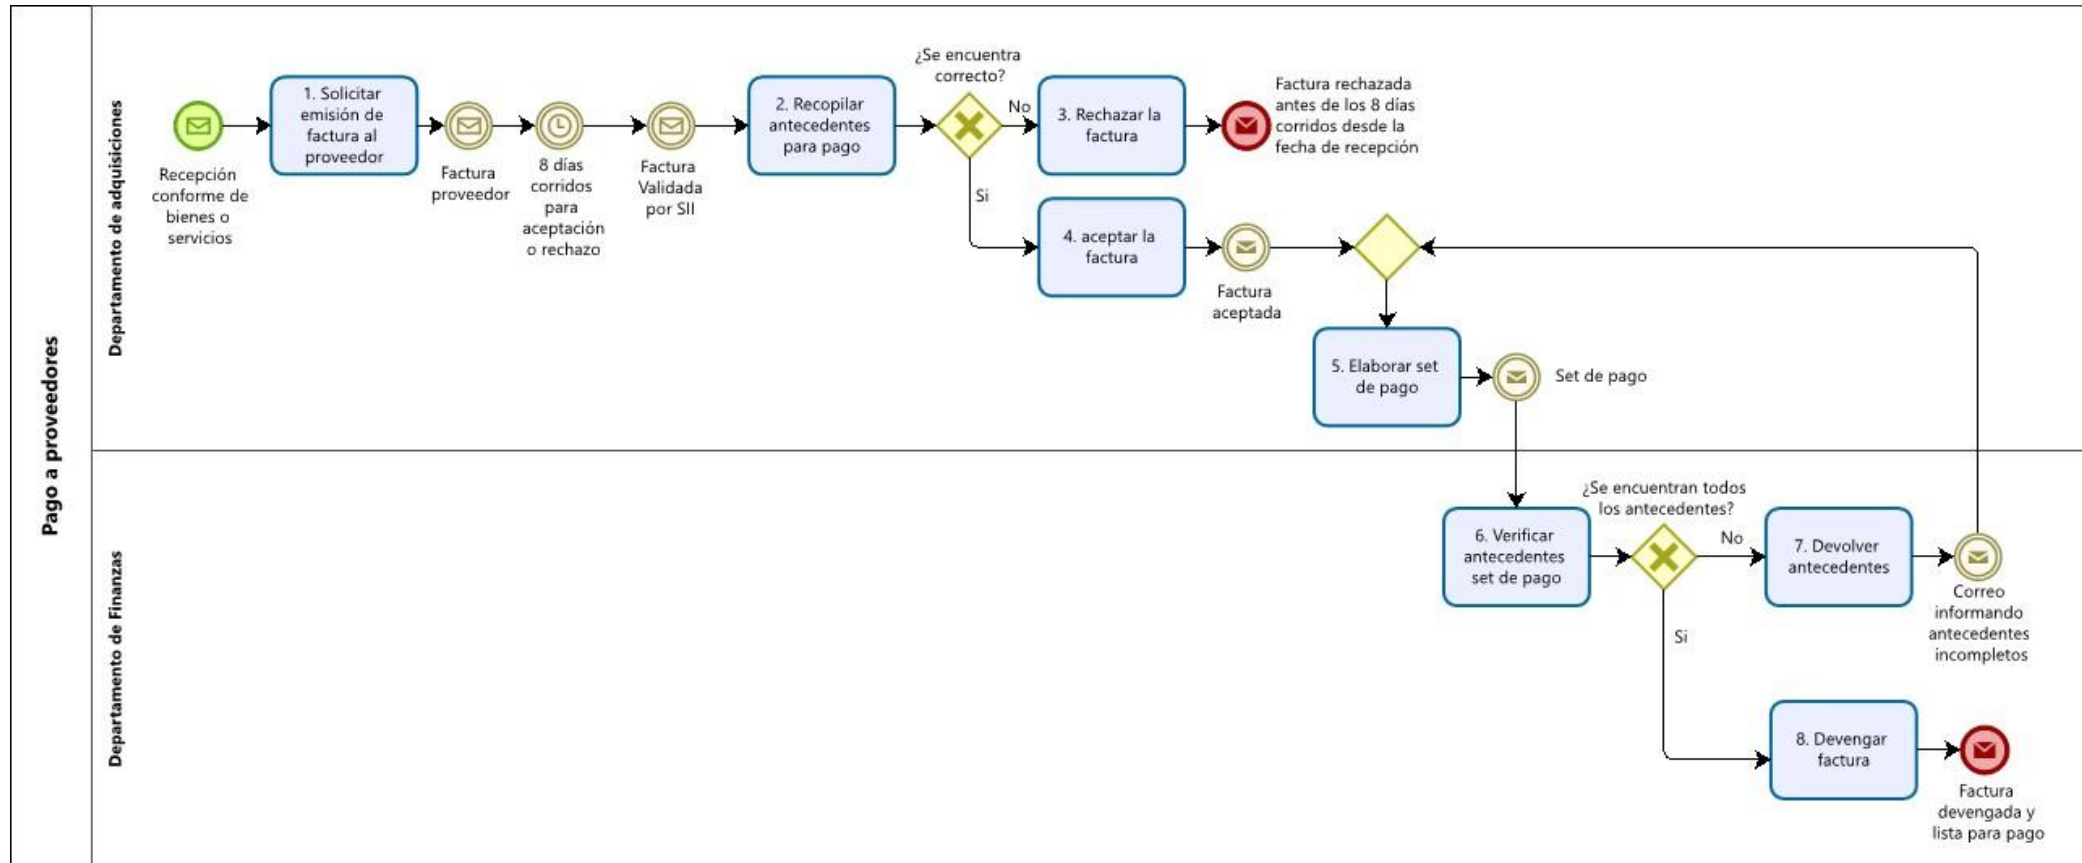 Pago a proveedores
Departamento de adquisiciones
Recepción
conforme de
bienes o
servicios
1. Solicitar
emisión de
factura al
proveedor
Factura
proveedor
8 días
corridos
para
aceptación
o rechazo
Factura
Validada
por SII
2. Recopilar
antecedentes
para pago
¿Se encuentra
correcto?
No
3. Rechazar la
factura
Factura rechazada
antes de los 8 días
corridos desde la
fecha de recepción
Si
4. aceptar la
factura
Factura
aceptada
5. Elaborar set
de pago
Set de pago
Departamento de Finanzas
6. Verificar
antecedentes
set de pago
¿Se encuentran todos
los antecedentes?
No
7. Devolver
antecedentes
Correo
informando
antecedentes
incompletos
Si
8. Devengar
factura
Factura
devengada y
lista para pago